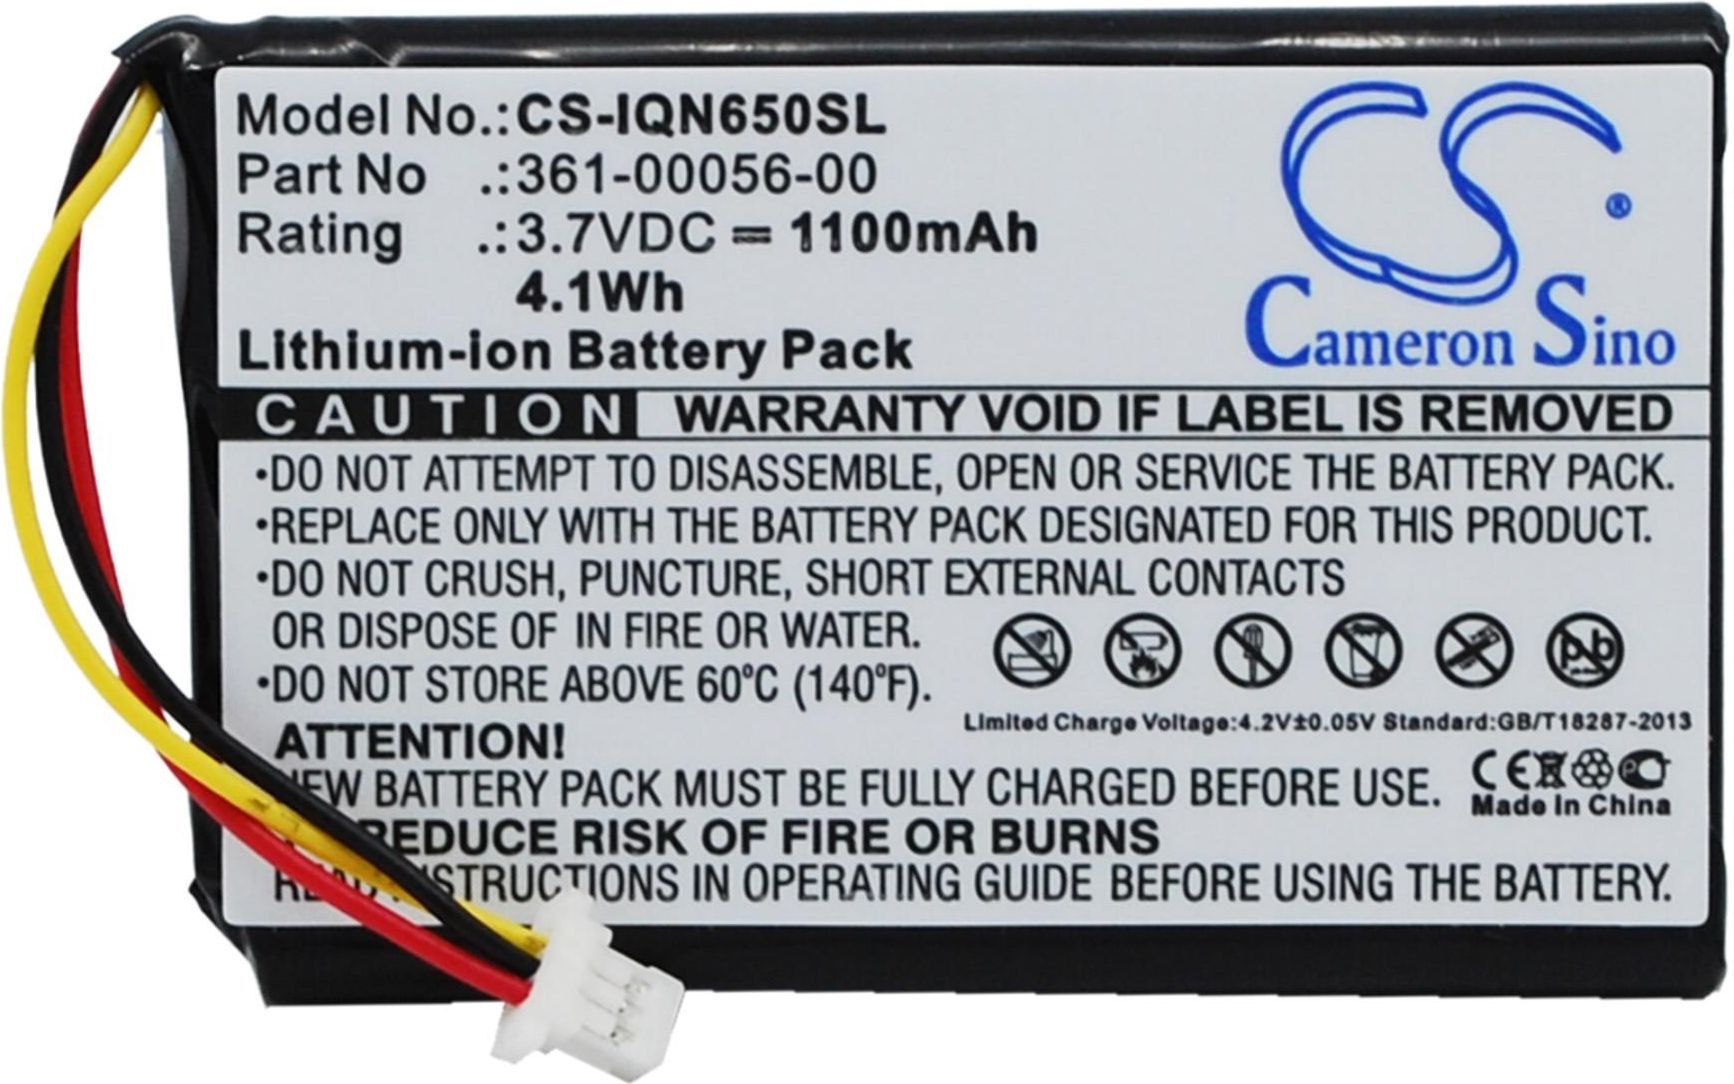 Model No.:CS-IQN650SL
Part No .:361-00056-00
Rating .:3.7VDC ⎓ 1100mAh
4.1Wh
Lithium-ion Battery Pack
CS ®
Cameron Sino
CAUTION WARRANTY VOID IF LABEL IS REMOVED
•DO NOT ATTEMPT TO DISASSEMBLE, OPEN OR SERVICE THE BATTERY PACK.
•REPLACE ONLY WITH THE BATTERY PACK DESIGNATED FOR THIS PRODUCT.
•DO NOT CRUSH, PUNCTURE, SHORT EXTERNAL CONTACTS
OR DISPOSE OF IN FIRE OR WATER.
•DO NOT STORE ABOVE 60°C (140°F).
Pb
Limited Charge Voltage:4.2V±0.05V Standard:GB/T18287-2013
ATTENTION!
NEW BATTERY PACK MUST BE FULLY CHARGED BEFORE USE.
CE
Made In China
REDUCE RISK OF FIRE OR BURNS
READ INSTRUCTIONS IN OPERATING GUIDE BEFORE USING THE BATTERY.